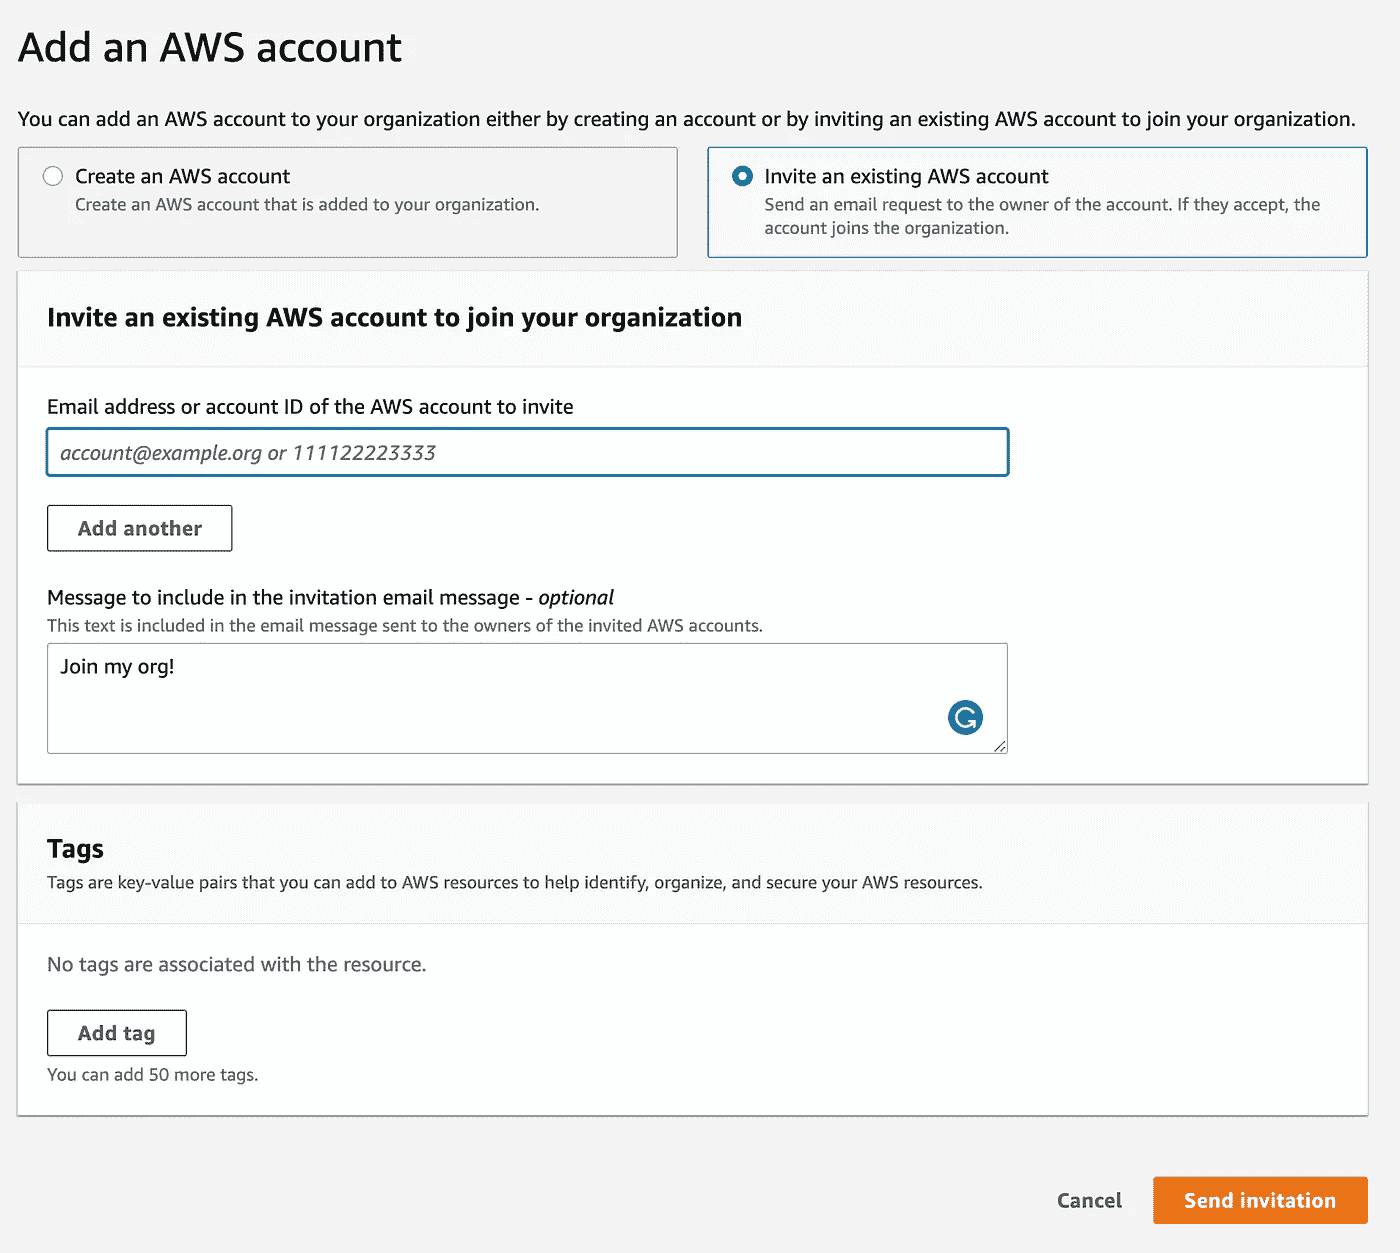 Add an AWS account
You can add an AWS account to your organization either by creating an account or by inviting an existing AWS account to join your organization.
Create an AWS account
Create an AWS account that is added to your organization.
Invite an existing AWS account
Send an email request to the owner of the account. If they accept, the
account joins the organization.
Invite an existing AWS account to join your organization
Email address or account ID of the AWS account to invite
account@example.org or 111122223333
Add another
Message to include in the invitation email message - optional
This text is included in the email message sent to the owners of the invited AWS accounts.
Join my org!
Tags
Tags are key-value pairs that you can add to AWS resources to help identify, organize, and secure your AWS resources.
No tags are associated with the resource.
Add tag
You can add 50 more tags.
Cancel
Send invitation